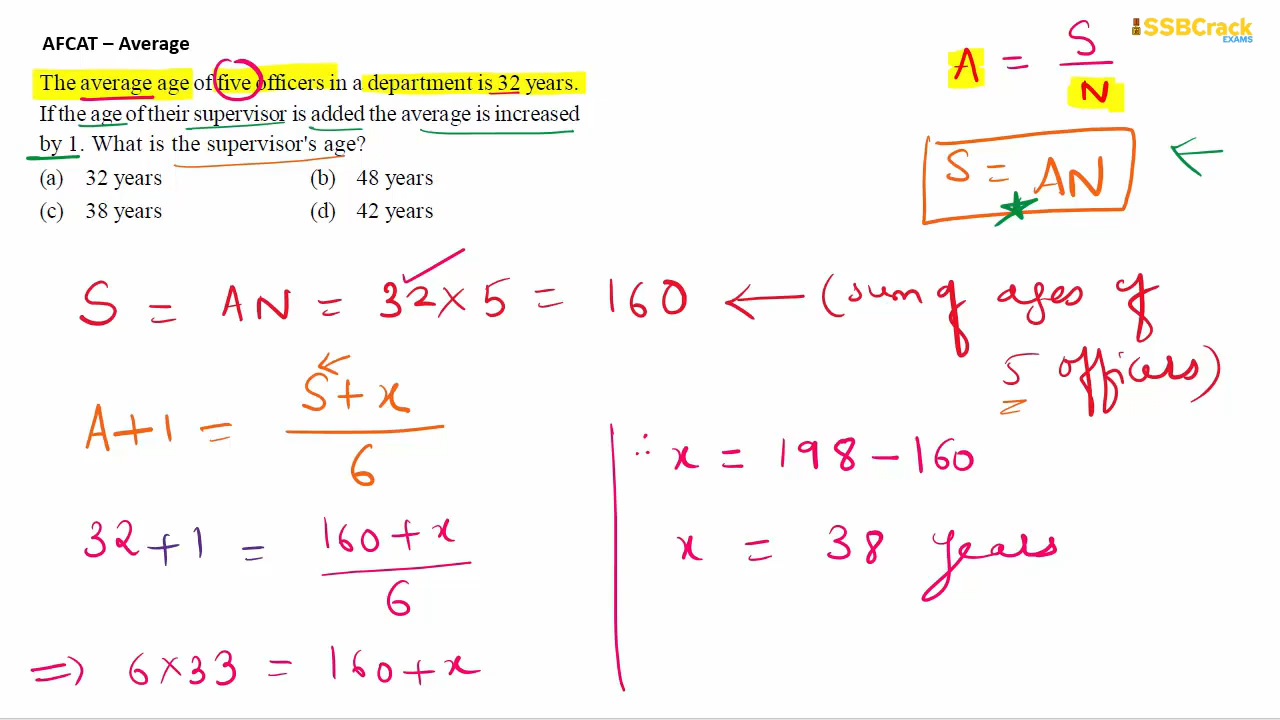 AFCAT – Average
SSBCrack
EXAMS
The average age of five officers in a department is 32 years.
If the age of their supervisor is added the average is increased
by 1. What is the supervisor's age?
(a) 32 years (b) 48 years
(c) 38 years (d) 42 years
A = S / N
S = AN
S = AN = 32 × 5 = 160 ← (sum of ages of
5 offices)
A + 1 = S + x / 6
32 + 1 = 160 + x / 6
⇒ 6 × 33 = 160 + x
∴ x = 198 − 160
x = 38 years